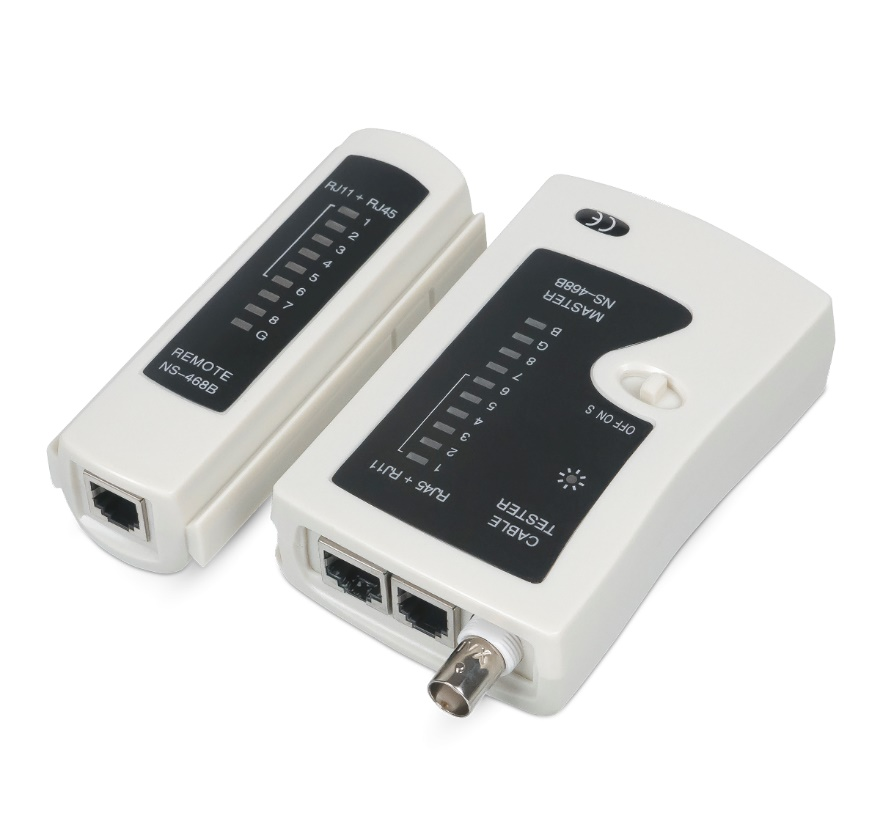 RJ11 + RJ45
1
2
3
4
5
6
7
8
G
REMOTE
NS-468B
CE
CABLE
TESTER
OFF ON S
RJ45 + RJ11
1
2
3
4
5
6
7
8
G
B
MASTER
NS-468B